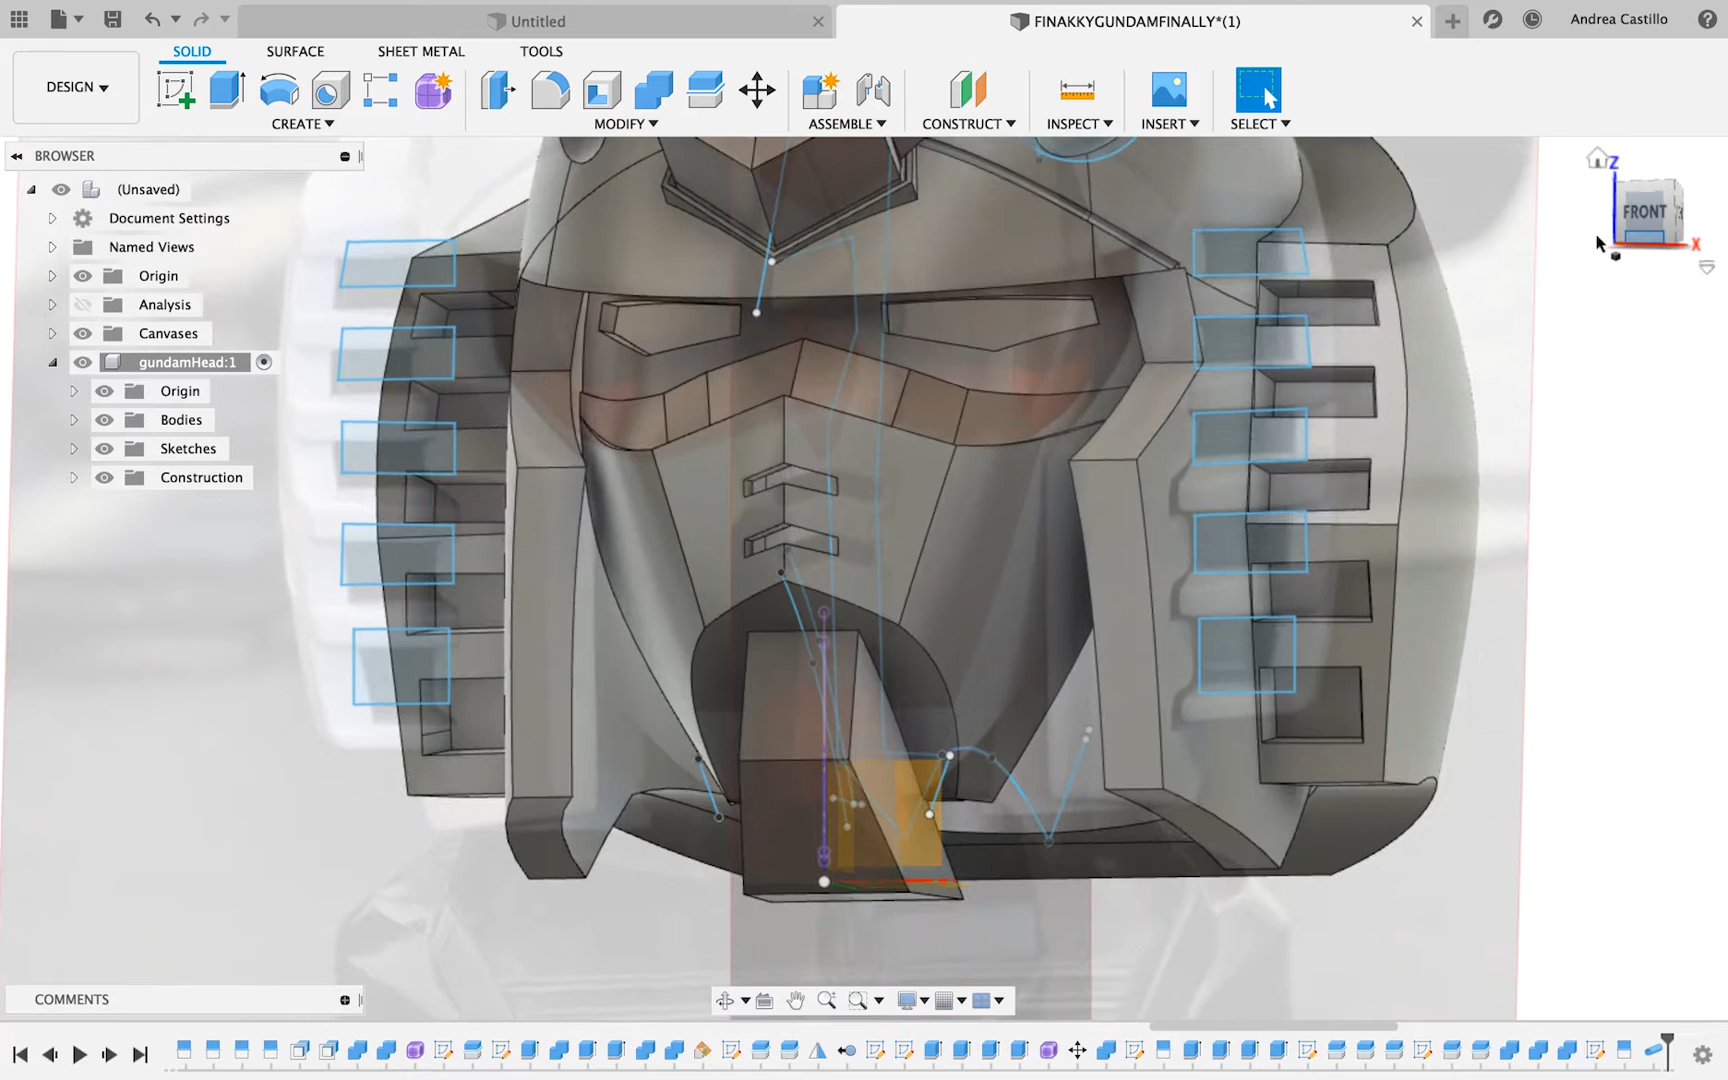 Untitled
FINAKKYGUNDAMFINALLY*(1)
Andrea Castillo
DESIGN
SOLID
SURFACE
SHEET METAL
TOOLS
CREATE
MODIFY
ASSEMBLE
CONSTRUCT
INSPECT
INSERT
SELECT
BROWSER
(Unsaved)
Document Settings
Named Views
Origin
Analysis
Canvases
gundamHead:1
Origin
Bodies
Sketches
Construction
Z
FRONT
X
COMMENTS